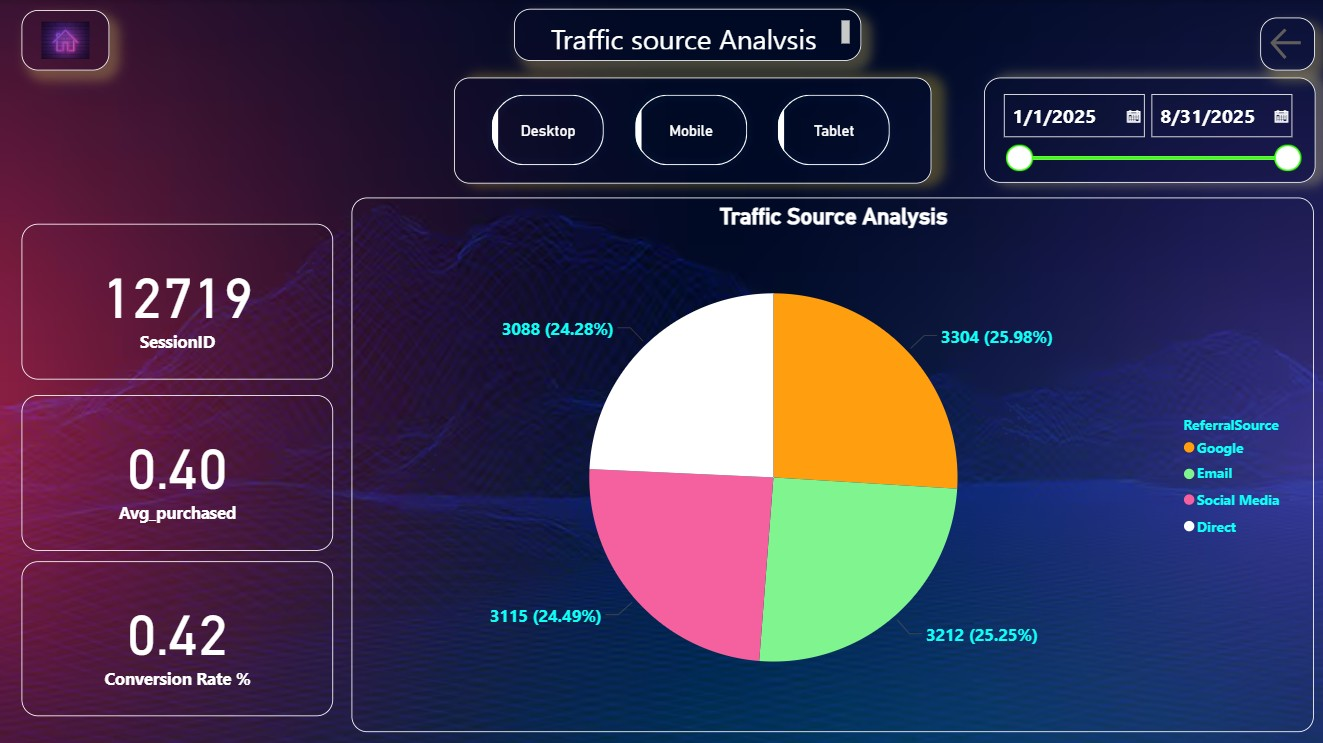 Traffic source Analysis
Desktop
Mobile
Tablet
1/1/2025
8/31/2025
12719
SessionID
0.40
Avg_purchased
0.42
Conversion Rate %
Traffic Source Analysis
3088 (24.28%)
3304 (25.98%)
3115 (24.49%)
3212 (25.25%)
ReferralSource
Google
Email
Social Media
Direct